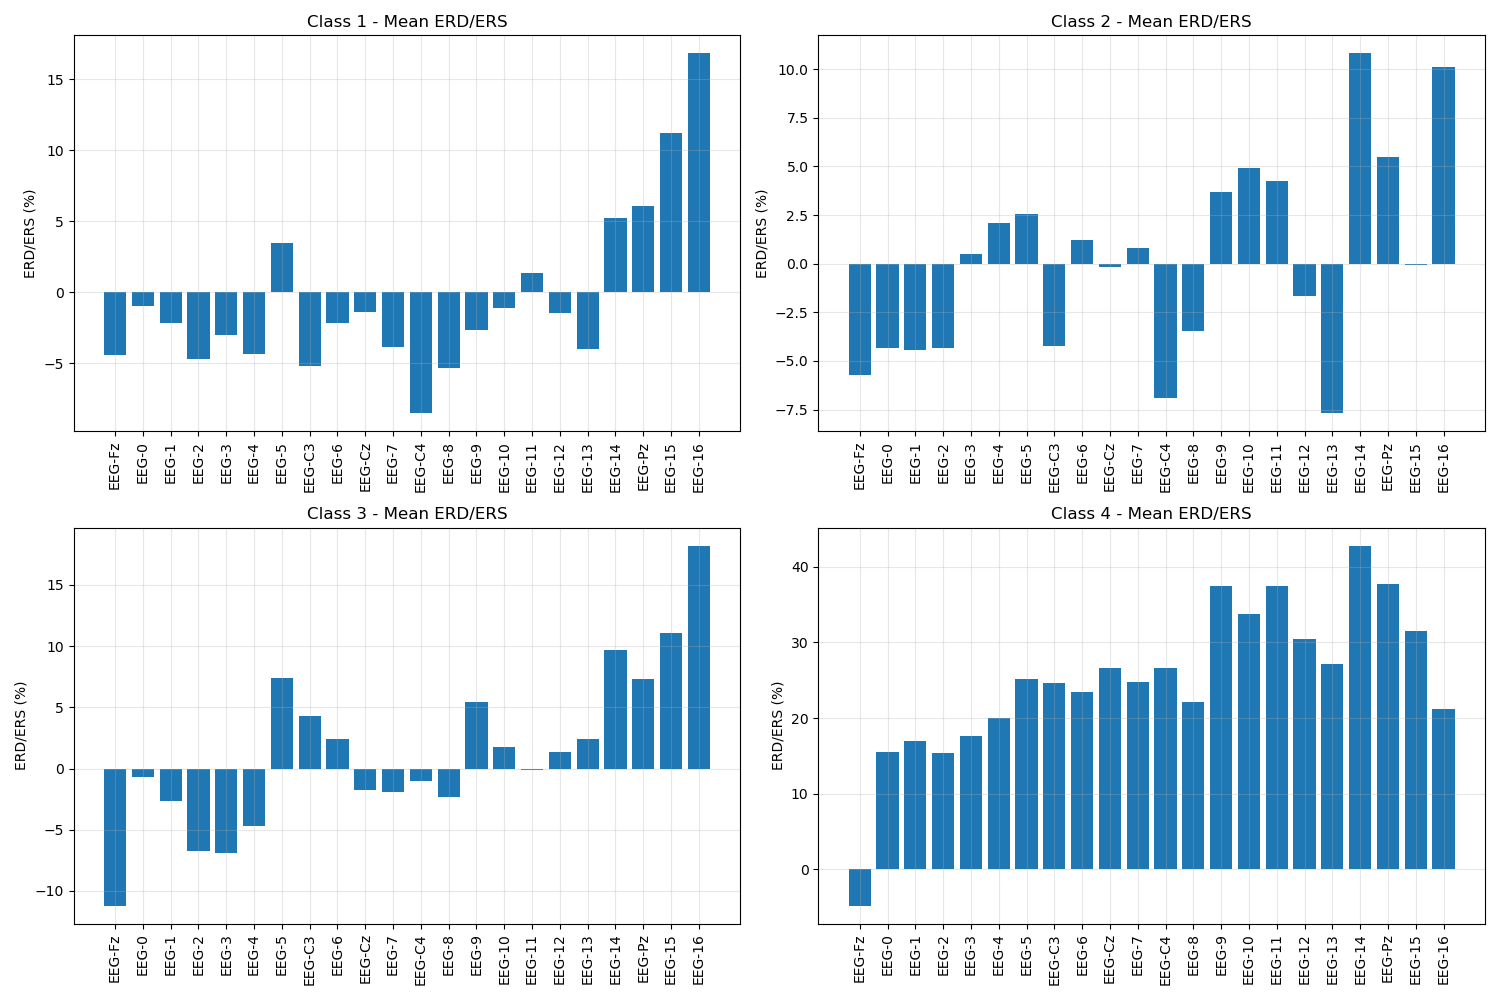 Class 1 - Mean ERD/ERS
ERD/ERS (%)
15
10
5
0
−5
EEG-Fz
EEG-0
EEG-1
EEG-2
EEG-3
EEG-4
EEG-5
EEG-C3
EEG-6
EEG-Cz
EEG-7
EEG-C4
EEG-8
EEG-9
EEG-10
EEG-11
EEG-12
EEG-13
EEG-14
EEG-Pz
EEG-15
EEG-16
Class 2 - Mean ERD/ERS
ERD/ERS (%)
10.0
7.5
5.0
2.5
0.0
−2.5
−5.0
−7.5
EEG-Fz
EEG-0
EEG-1
EEG-2
EEG-3
EEG-4
EEG-5
EEG-C3
EEG-6
EEG-Cz
EEG-7
EEG-C4
EEG-8
EEG-9
EEG-10
EEG-11
EEG-12
EEG-13
EEG-14
EEG-Pz
EEG-15
EEG-16
Class 3 - Mean ERD/ERS
ERD/ERS (%)
15
10
5
0
−5
−10
EEG-Fz
EEG-0
EEG-1
EEG-2
EEG-3
EEG-4
EEG-5
EEG-C3
EEG-6
EEG-Cz
EEG-7
EEG-C4
EEG-8
EEG-9
EEG-10
EEG-11
EEG-12
EEG-13
EEG-14
EEG-Pz
EEG-15
EEG-16
Class 4 - Mean ERD/ERS
ERD/ERS (%)
40
30
20
10
0
EEG-Fz
EEG-0
EEG-1
EEG-2
EEG-3
EEG-4
EEG-5
EEG-C3
EEG-6
EEG-Cz
EEG-7
EEG-C4
EEG-8
EEG-9
EEG-10
EEG-11
EEG-12
EEG-13
EEG-14
EEG-Pz
EEG-15
EEG-16